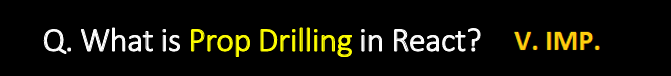 Q. What is Prop Drilling in React? V. IMP.